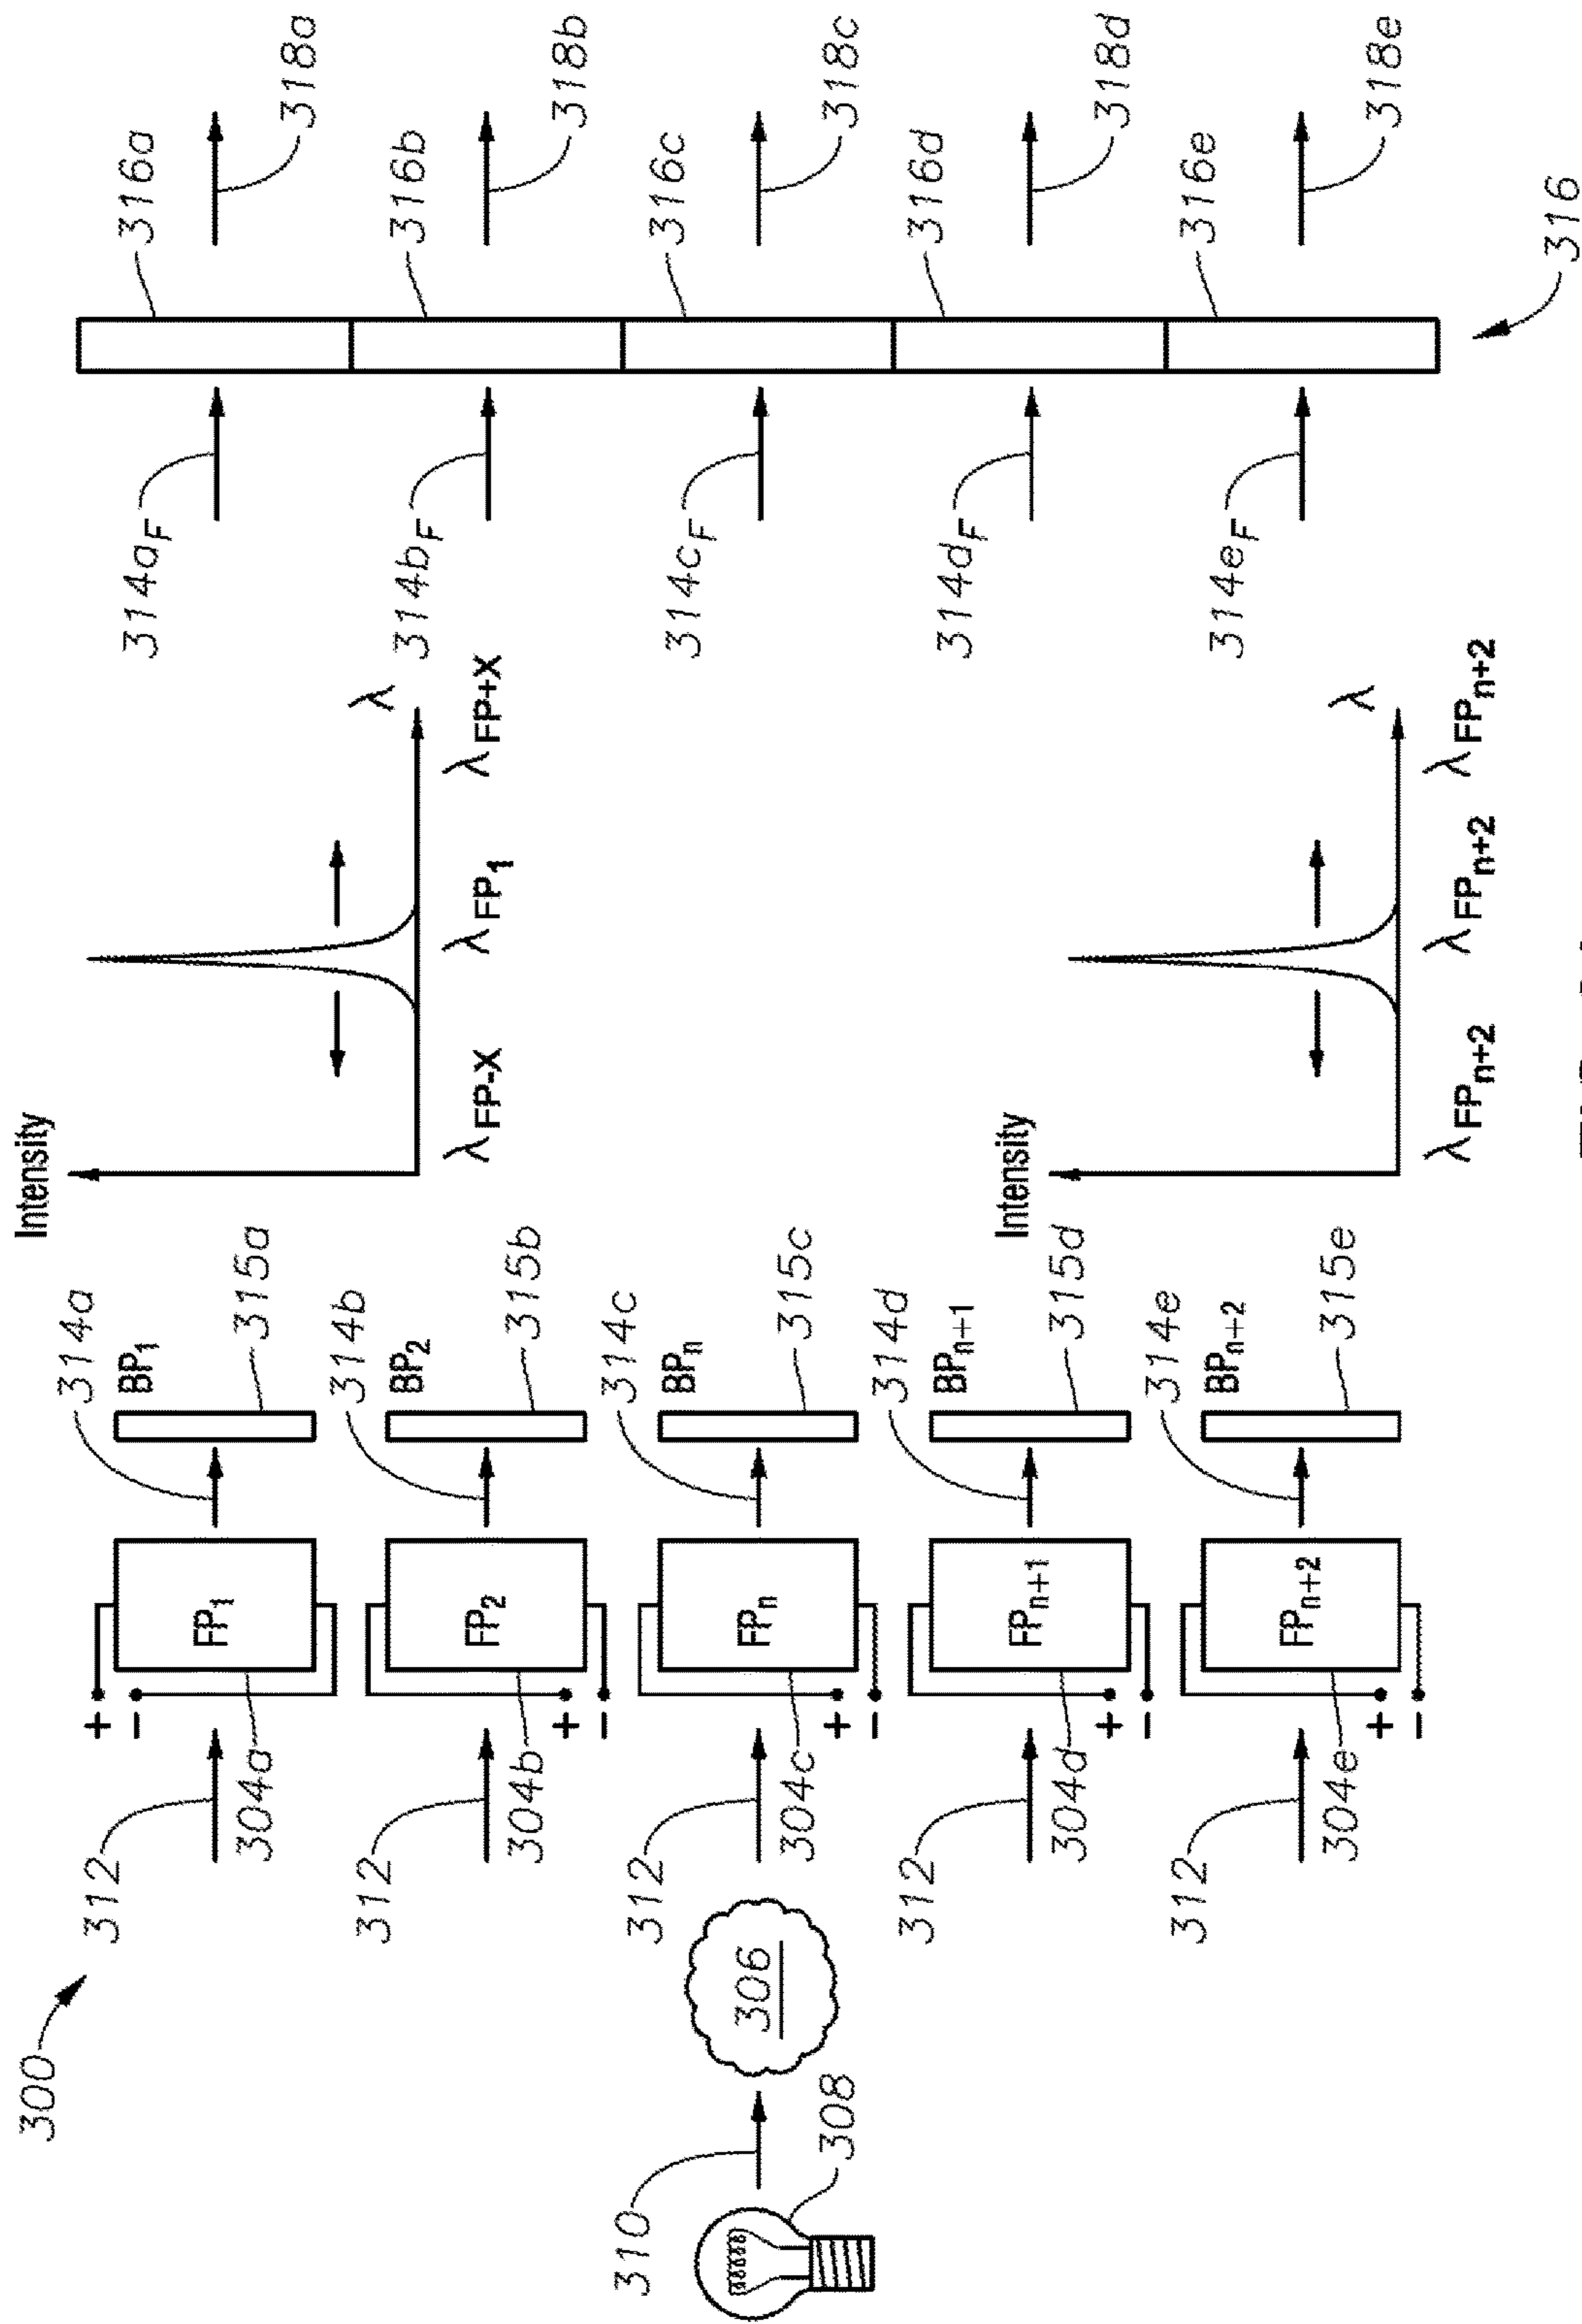 300
310
308
306
312
304a
+
–
FP₁
314a
BP₁
315a
312
304b
+
–
FP₂
314b
BP₂
315b
312
304c
+
–
FPₙ
314c
BPₙ
315c
312
304d
+
–
FPₙ₊₁
314d
BPₙ₊₁
315d
312
304e
+
–
FPₙ₊₂
314e
BPₙ₊₂
315e
Intensity
λFP-X
λFP₁
λFP+X
λ
Intensity
λFPₙ₊₂
λFPₙ₊₂
λFPₙ₊₂
λ
314aF
316a
318a
314bF
316b
318b
314cF
316c
318c
314dF
316d
318d
314eF
316e
318e
316